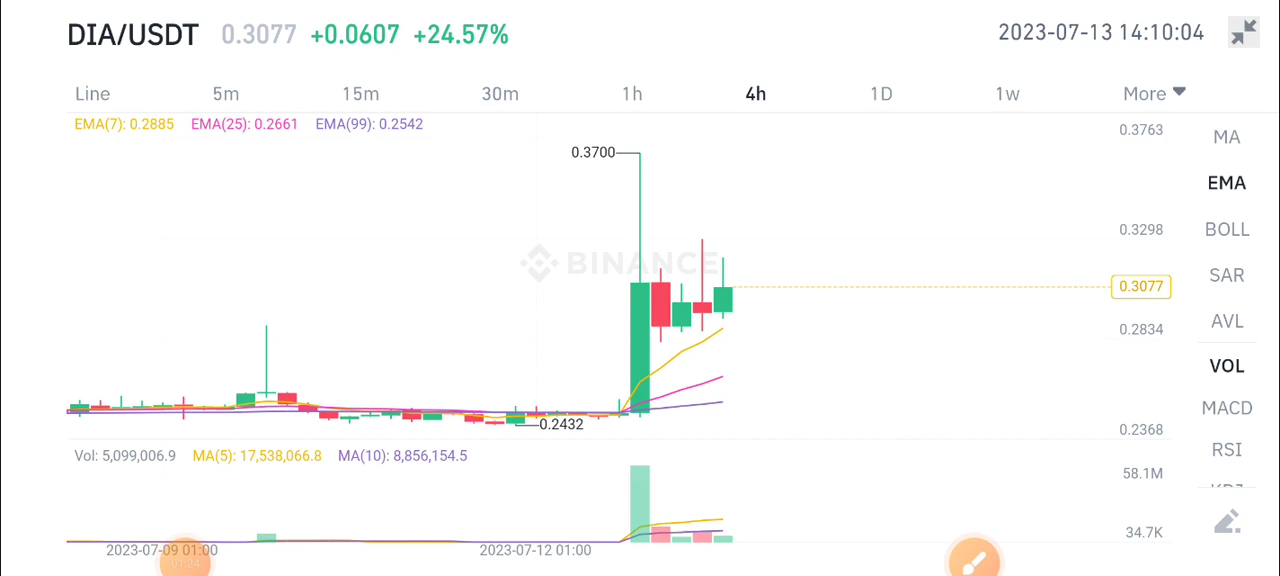 DIA/USDT 0.3077 +0.0607 +24.57% 2023-07-13 14:10:04
Line 5m 15m 30m 1h 4h 1D 1w More
EMA(7): 0.2885 EMA(25): 0.2661 EMA(99): 0.2542
0.3763
MA
0.3700
EMA
0.3298
BOLL
BINANCE
SAR
0.3077
AVL
0.2834
VOL
MACD
0.2432
0.2368
RSI
Vol: 5,099,006.9 MA(5): 17,538,066.8 MA(10): 8,856,154.5
58.1M
34.7K
2023-07-09 01:00 2023-07-12 01:00
01:24